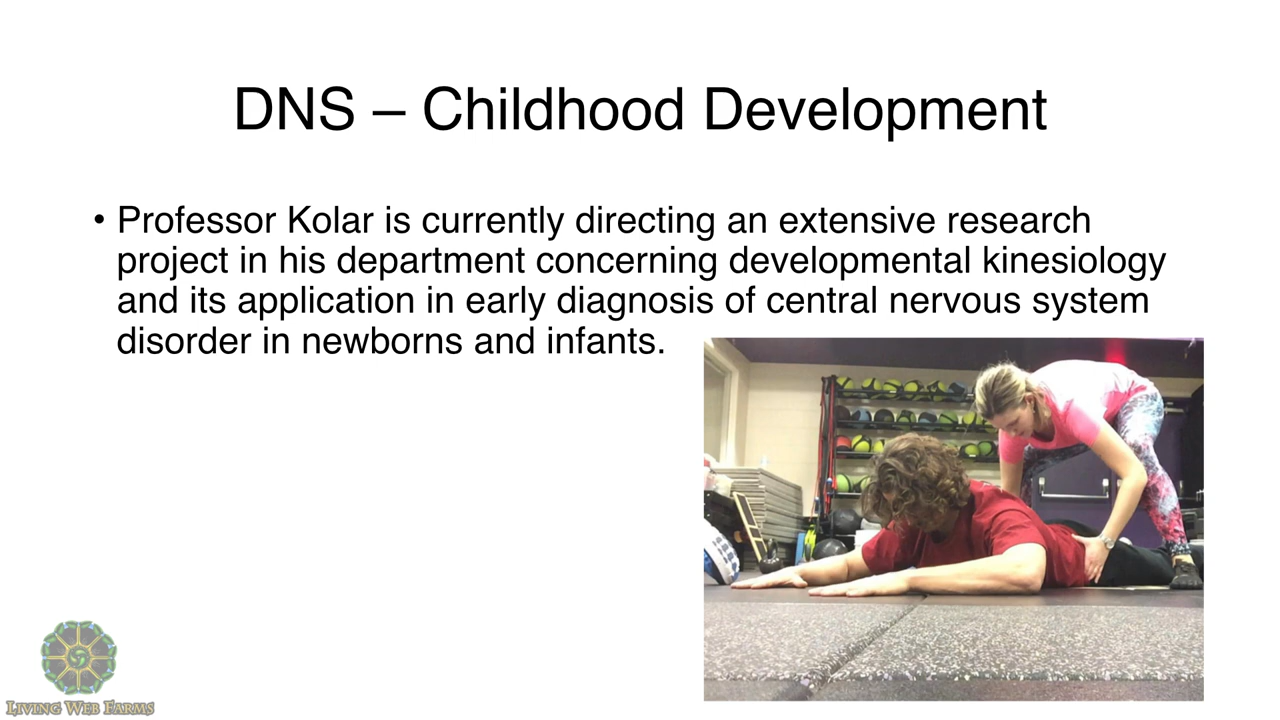 DNS – Childhood Development
• Professor Kolar is currently directing an extensive research
project in his department concerning developmental kinesiology
and its application in early diagnosis of central nervous system
disorder in newborns and infants.
LIVING WEB FARMS